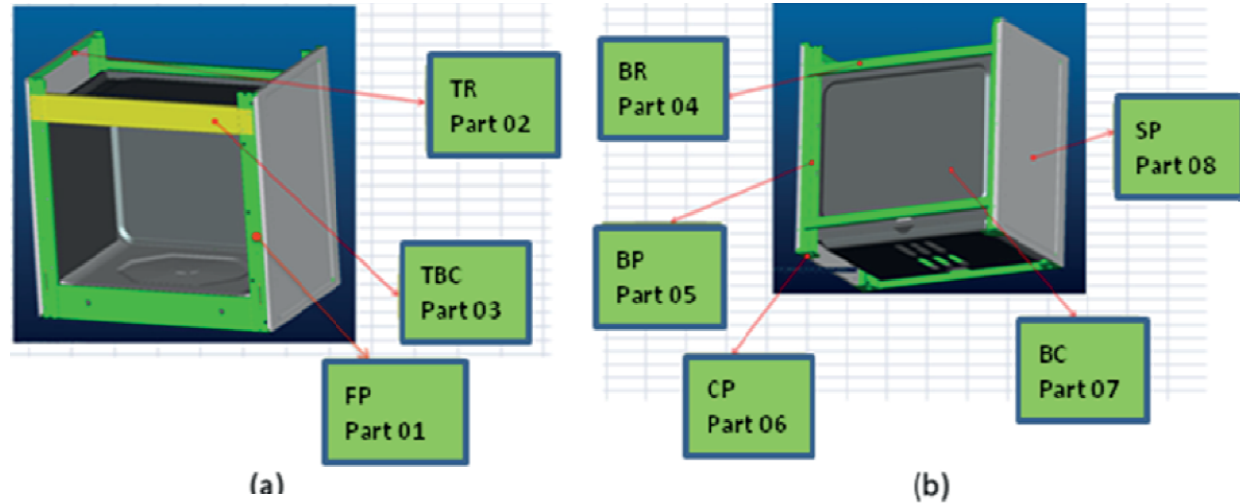 TR
Part 02
TBC
Part 03
FP
Part 01
(a)
BR
Part 04
SP
Part 08
BP
Part 05
CP
Part 06
BC
Part 07
(b)